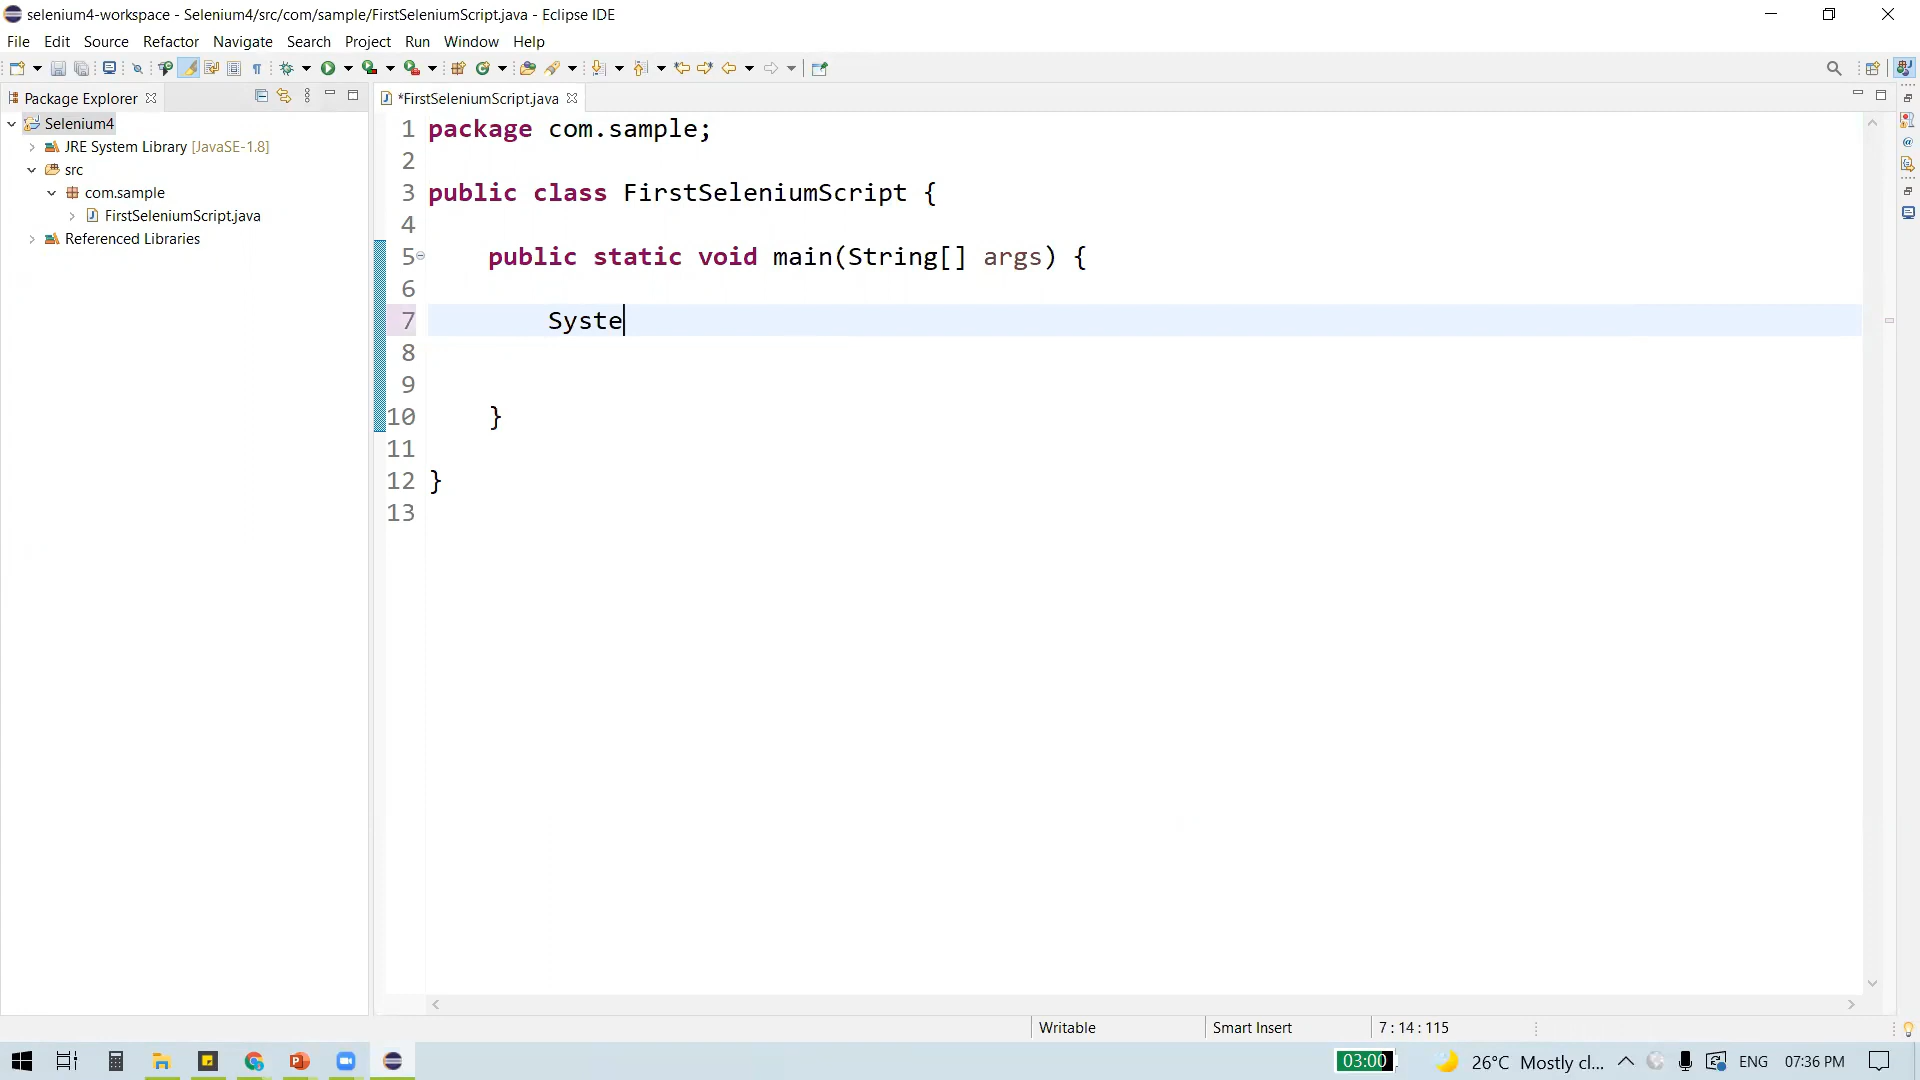 selenium4-workspace - Selenium4/src/com/sample/FirstSeleniumScript.java - Eclipse IDE
File Edit Source Refactor Navigate Search Project Run Window Help
Package Explorer
*FirstSeleniumScript.java
Selenium4
JRE System Library [JavaSE-1.8]
src
com.sample
FirstSeleniumScript.java
Referenced Libraries
1 package com.sample;
2
3 public class FirstSeleniumScript {
4
5 public static void main(String[] args) {
6
7 Syste
8
9
10 }
11
12 }
13
Writable Smart Insert 7 : 14 : 115
03:00 26°C Mostly cl... ENG 07:36 PM